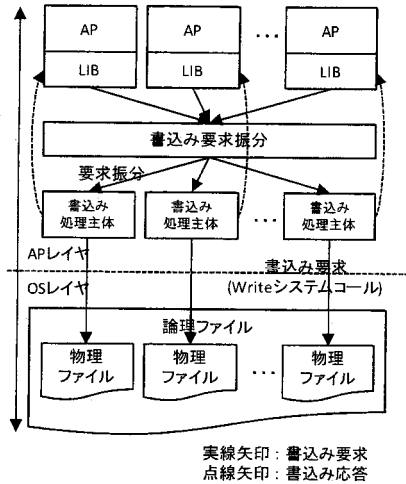 AP
AP
...
AP
LIB
LIB
LIB
書込み要求振分
要求振分
書込み
処理主体
書込み
処理主体
...
書込み
処理主体
APレイヤ
書込み要求
OSレイヤ
(Writeシステムコール)
論理ファイル
物理
ファイル
物理
ファイル
...
物理
ファイル
実線矢印：書込み要求
点線矢印：書込み応答